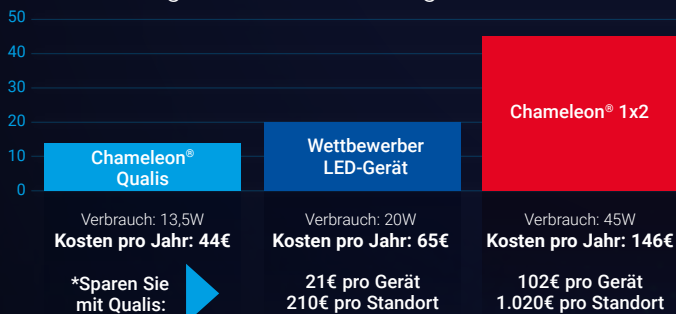 50
40
30
20
10
0
Chameleon®
Qualis
Wettbewerber
LED-Gerät
Chameleon® 1x2
Verbrauch: 13,5W
Kosten pro Jahr: 44€
Verbrauch: 20W
Kosten pro Jahr: 65€
Verbrauch: 45W
Kosten pro Jahr: 146€
*Sparen Sie
mit Qualis:
21€ pro Gerät
210€ pro Standort
102€ pro Gerät
1.020€ pro Standort